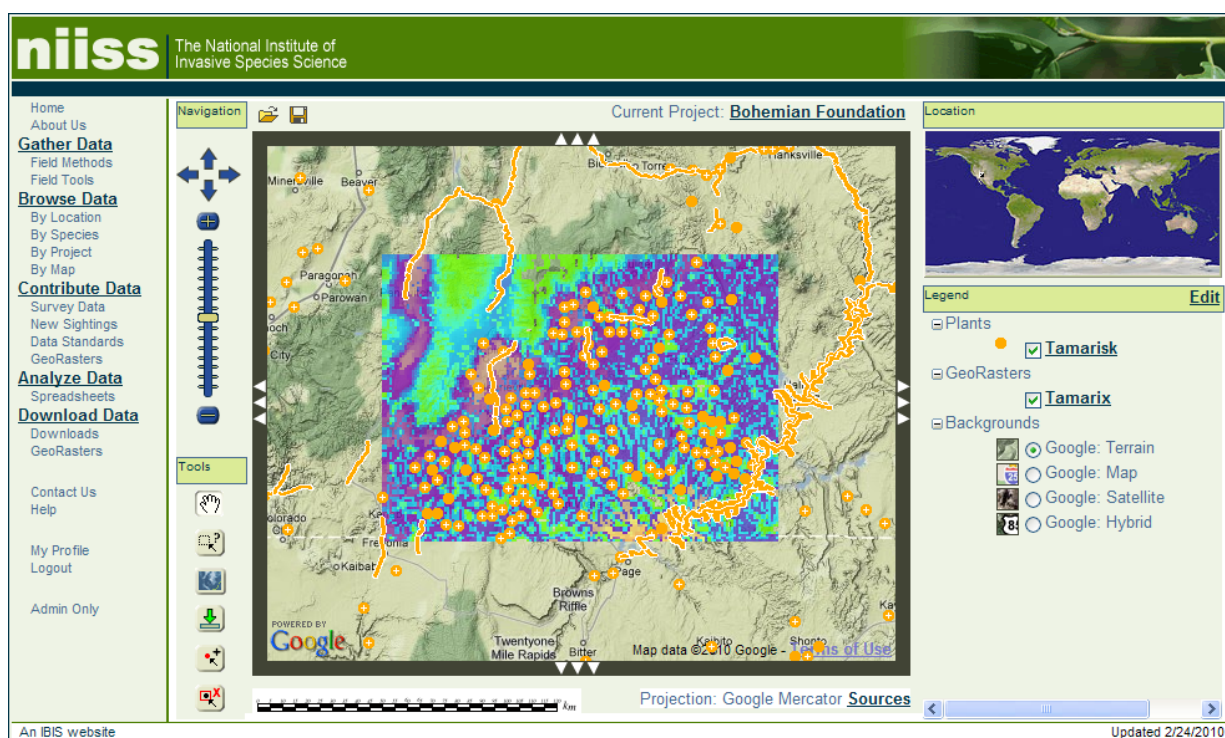 niiss
The National Institute of
Invasive Species Science
Home
About Us
Gather Data
Field Methods
Field Tools
Browse Data
By Location
By Species
By Project
By Map
Contribute Data
Survey Data
New Sightings
Data Standards
GeoRasters
Analyze Data
Spreadsheets
Download Data
Downloads
GeoRasters
Contact Us
Help
My Profile
Logout
Admin Only
Navigation
Tools
Current Project: Bohemian Foundation
Minersville
Beaver
Torrey
Hanksville
Paragonah
Parowan
City
Fredonia
Kaibab
Page
Browns
Riffle
Twentyone
Mile Rapids
Bitter
Kaibito
Shonto
POWERED BY
Google
Map data ©2010 Google - Terms of Use
km
Projection: Google Mercator Sources
Location
Legend
Edit
Plants
Tamarisk
GeoRasters
Tamarix
Backgrounds
Google: Terrain
Google: Map
Google: Satellite
Google: Hybrid
An IBIS website
Updated 2/24/2010